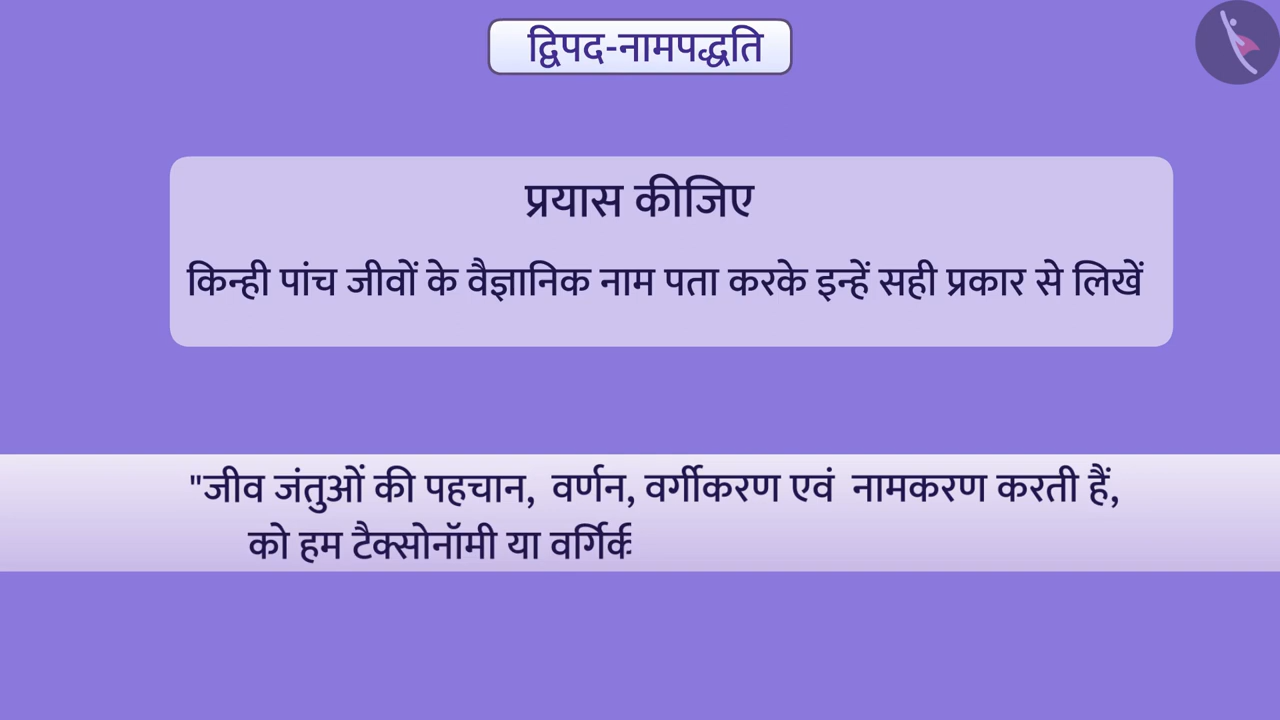 द्विपद-नामपद्धति
प्रयास कीजिए
किन्ही पांच जीवों के वैज्ञानिक नाम पता करके इन्हें सही प्रकार से लिखें
"जीव जंतुओं की पहचान, वर्णन, वर्गीकरण एवं नामकरण करती हैं,
को हम टैक्सोनॉमी या